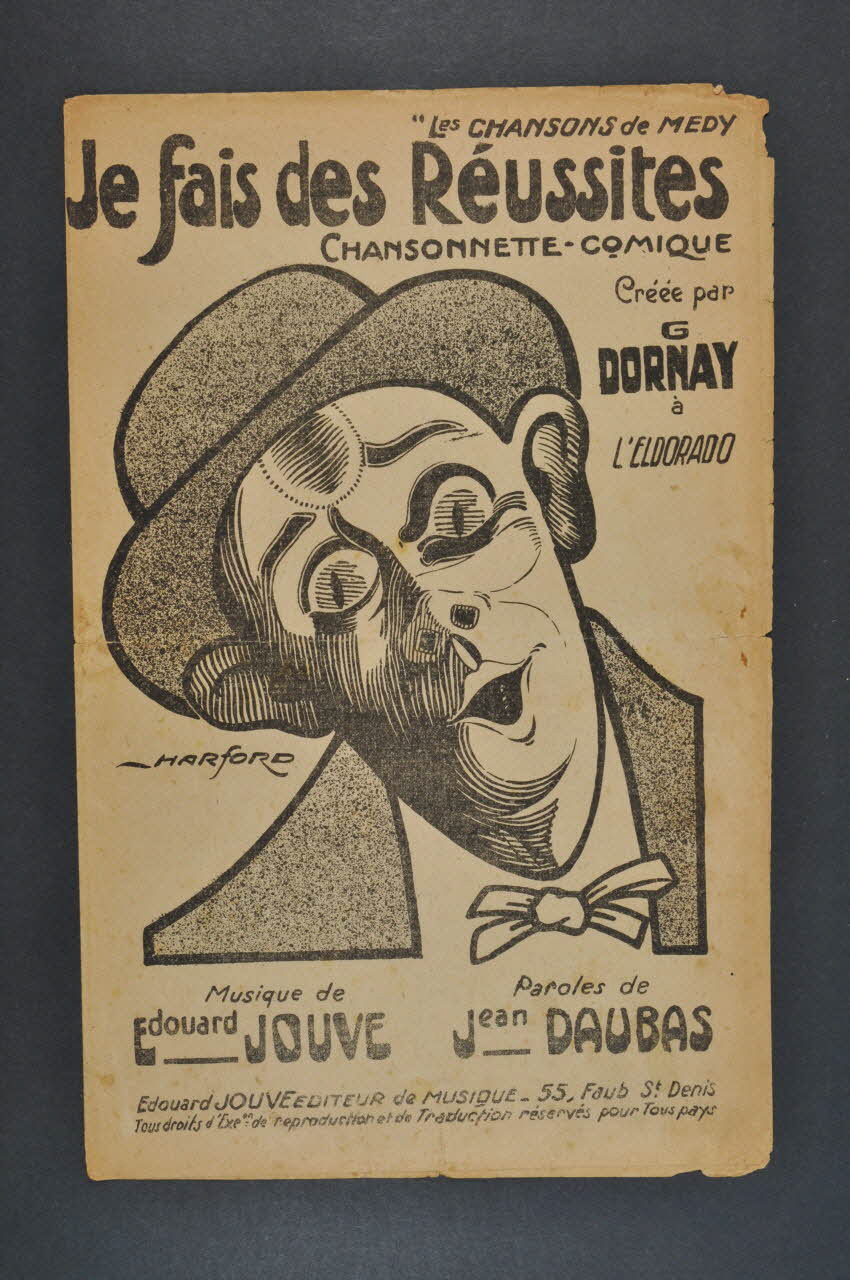 "Les CHANSONS de MEDY
Je fais des Réussites
CHANSONNETTE-COMIQUE
Créée par
G
DORNAY
à
L'ELDORADO
HARFORD
Musique de
Edouard JOUVE
Paroles de
Jean DAUBAS
Edouard JOUVE EDITEUR de MUSIQUE - 55, Faub St Denis
Tous droits d'Exeon de reproduction et de Traduction réservés pour Tous pays